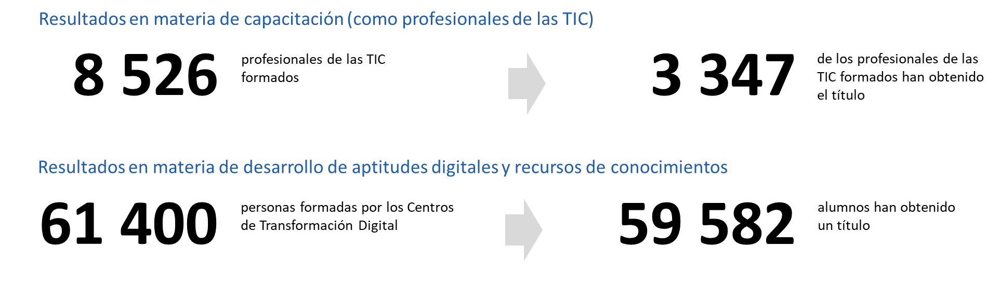 Resultados en materia de capacitación (como profesionales de las TIC)
8 526
profesionales de las TIC
formados
3 347
de los profesionales de las
TIC formados han obtenido
el título
Resultados en materia de desarrollo de aptitudes digitales y recursos de conocimientos
61 400
personas formadas por los Centros
de Transformación Digital
59 582
alumnos han obtenido
un título